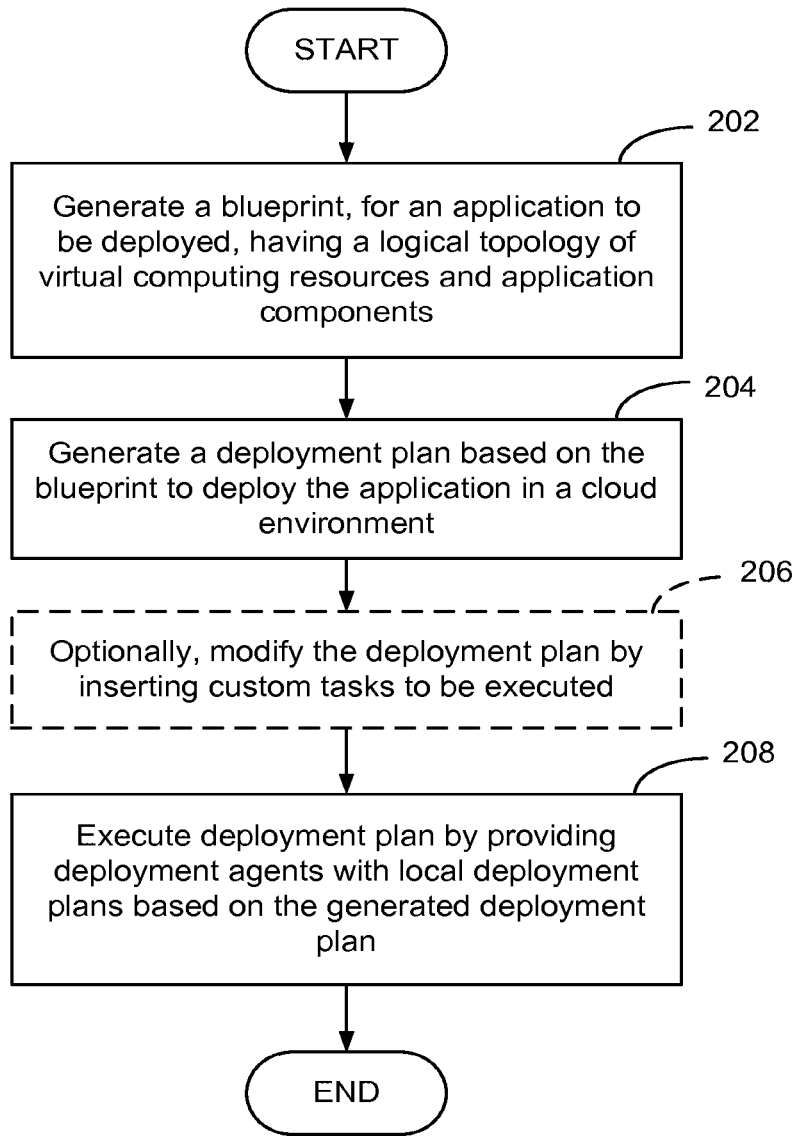 START
202
Generate a blueprint, for an application to
be deployed, having a logical topology of
virtual computing resources and application
components
204
Generate a deployment plan based on the
blueprint to deploy the application in a cloud
environment
206
Optionally, modify the deployment plan by
inserting custom tasks to be executed
208
Execute deployment plan by providing
deployment agents with local deployment
plans based on the generated deployment
plan
END